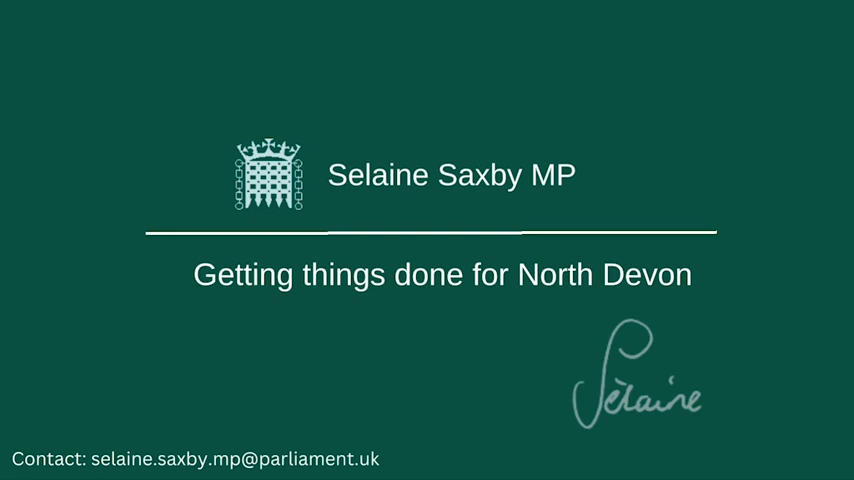 Selaine Saxby MP
Getting things done for North Devon
Selaine
Contact: selaine.saxby.mp@parliament.uk